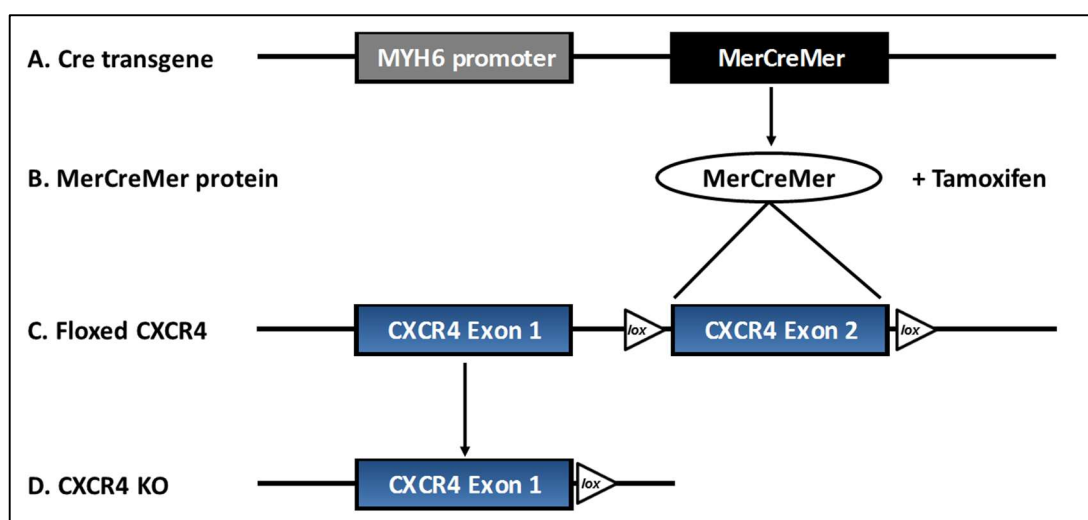 A. Cre transgene MYH6 promoter MerCreMer
B. MerCreMer protein MerCreMer + Tamoxifen
C. Floxed CXCR4 CXCR4 Exon 1 lox CXCR4 Exon 2 lox
D. CXCR4 KO CXCR4 Exon 1 lox